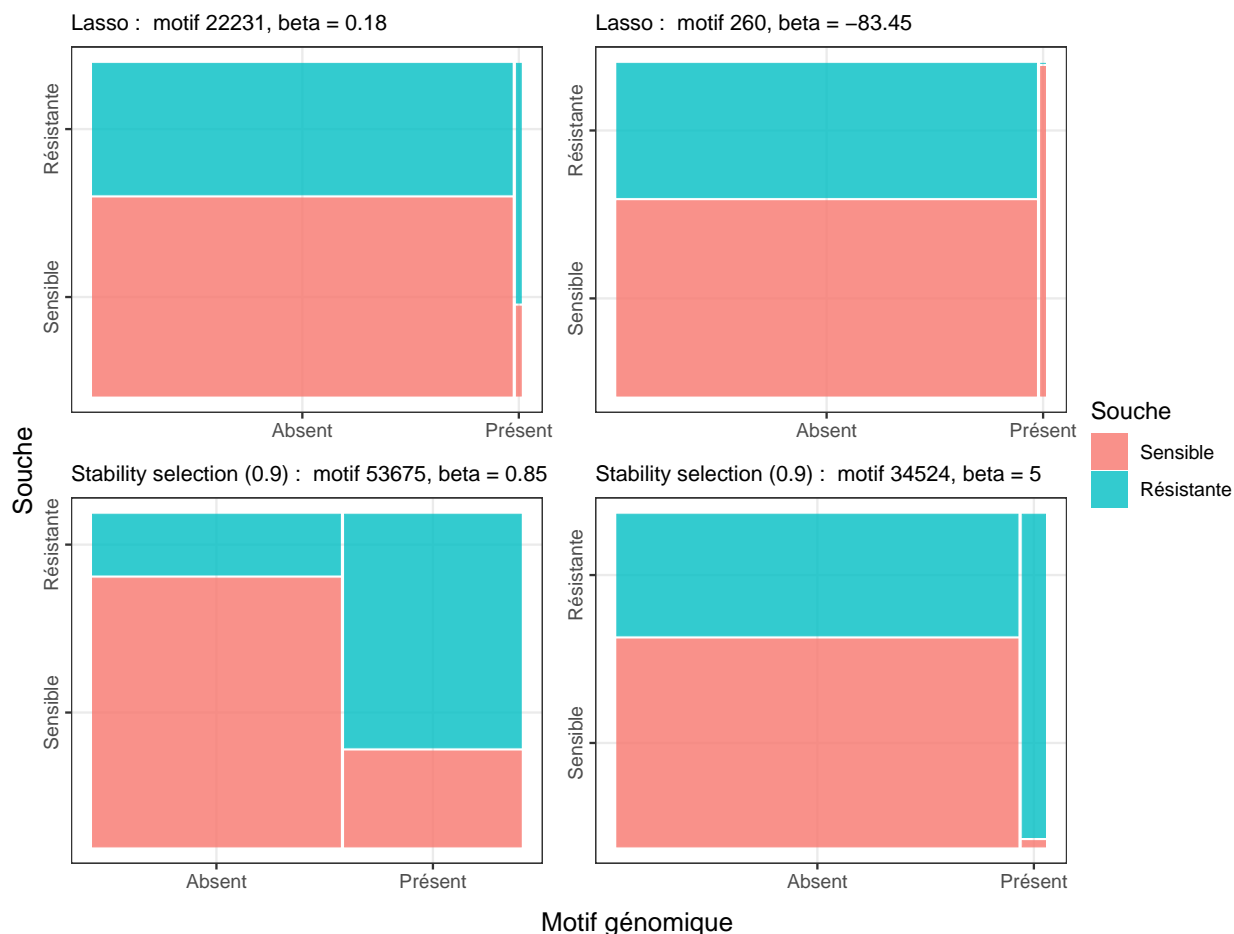 Lasso :  motif 22231, beta = 0.18
Lasso :  motif 260, beta = −83.45
Résistante
Sensible
Absent
Présent
Résistante
Sensible
Absent
Présent
Stability selection (0.9) :  motif 53675, beta = 0.85
Stability selection (0.9) :  motif 34524, beta = 5
Résistante
Sensible
Absent
Présent
Résistante
Sensible
Absent
Présent
Souche
Motif génomique
Souche
Sensible
Résistante